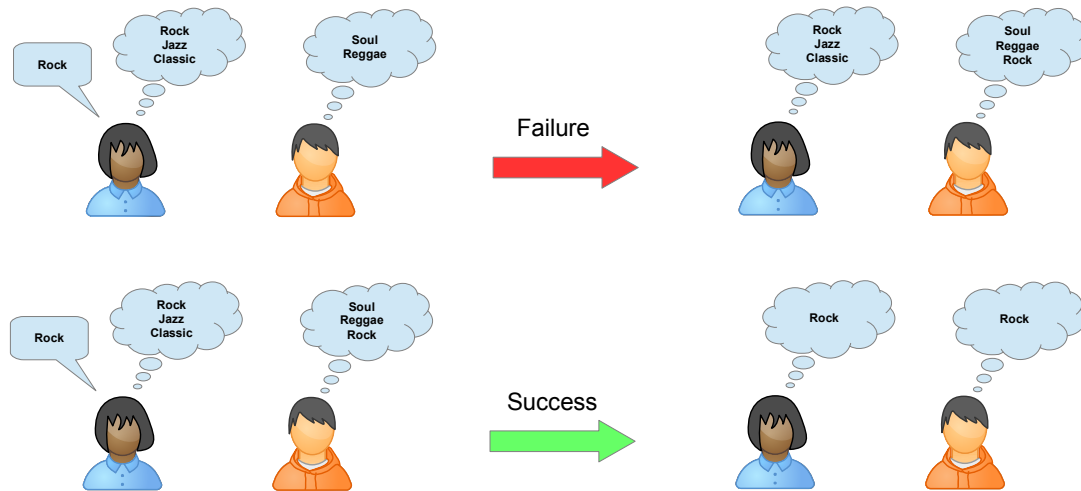 Rock
Rock
Jazz
Classic
Soul
Reggae
Failure
Rock
Jazz
Classic
Soul
Reggae
Rock
Rock
Rock
Jazz
Classic
Soul
Reggae
Rock
Success
Rock
Rock